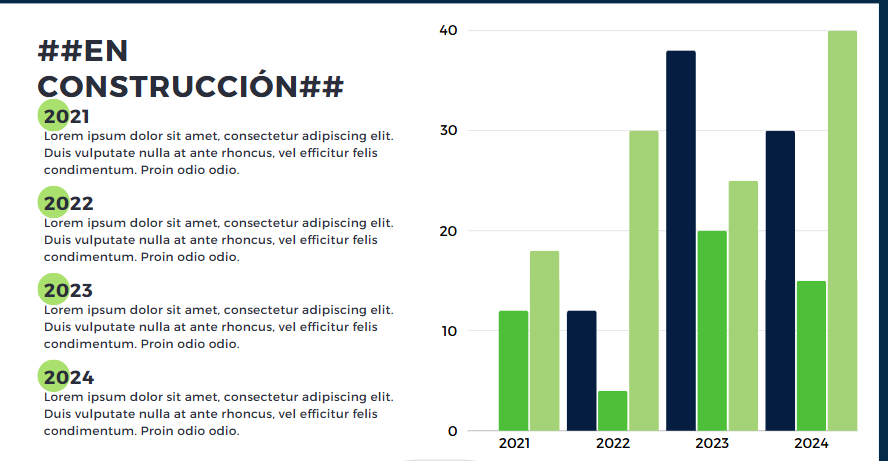 ##EN
CONSTRUCCIÓN##
2021
Lorem ipsum dolor sit amet, consectetur adipiscing elit.
Duis vulputate nulla at ante rhoncus, vel efficitur felis
condimentum. Proin odio odio.
2022
Lorem ipsum dolor sit amet, consectetur adipiscing elit.
Duis vulputate nulla at ante rhoncus, vel efficitur felis
condimentum. Proin odio odio.
2023
Lorem ipsum dolor sit amet, consectetur adipiscing elit.
Duis vulputate nulla at ante rhoncus, vel efficitur felis
condimentum. Proin odio odio.
2024
Lorem ipsum dolor sit amet, consectetur adipiscing elit.
Duis vulputate nulla at ante rhoncus, vel efficitur felis
condimentum. Proin odio odio.
40
30
20
10
0
2021 2022 2023 2024